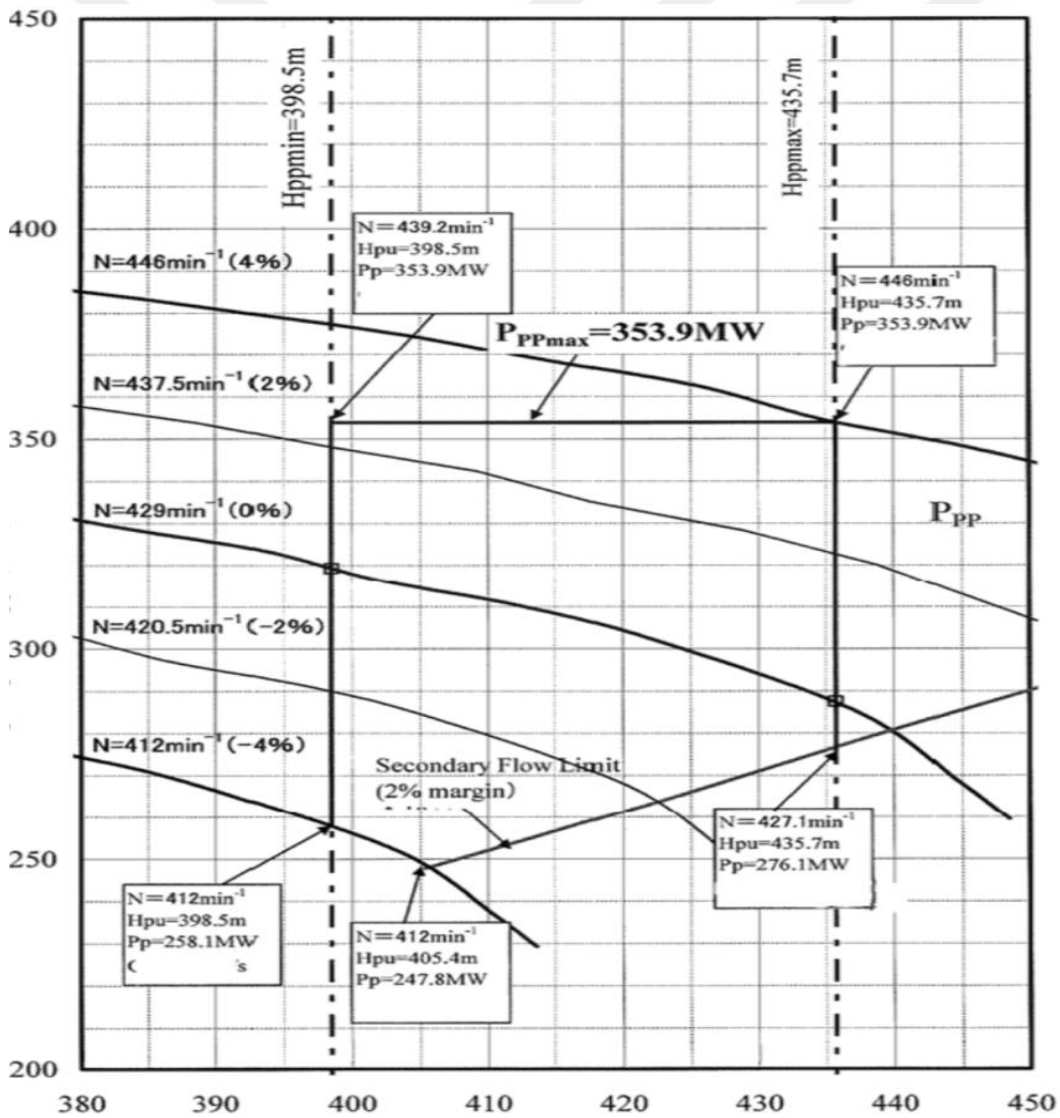 450
400
350
300
250
200
380
390
400
410
420
430
440
450
Hppmin=398.5m
Hppmax=435.7m
N=439.2min⁻¹
Hpu=398.5m
Pp=353.9MW
N=446min⁻¹(4%)
N=446min⁻¹
Hpu=435.7m
Pp=353.9MW
PPPmax=353.9MW
N=437.5min⁻¹(2%)
N=429min⁻¹(0%)
PPP
N=420.5min⁻¹(-2%)
N=412min⁻¹(-4%)
Secondary Flow Limit
(2% margin)
N=427.1min⁻¹
Hpu=435.7m
Pp=276.1MW
N=412min⁻¹
Hpu=398.5m
Pp=258.1MW
N=412min⁻¹
Hpu=405.4m
Pp=247.8MW